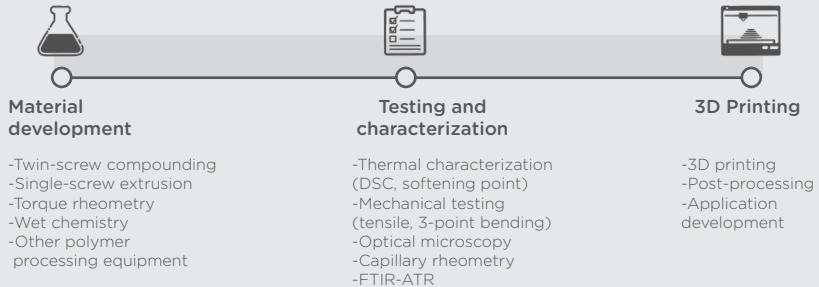 Material
development
-Twin-screw compounding
-Single-screw extrusion
-Torque rheometry
-Wet chemistry
-Other polymer
processing equipment
Testing and
characterization
-Thermal characterization
(DSC, softening point)
-Mechanical testing
(tensile, 3-point bending)
-Optical microscopy
-Capillary rheometry
-FTIR-ATR
3D Printing
-3D printing
-Post-processing
-Application
development